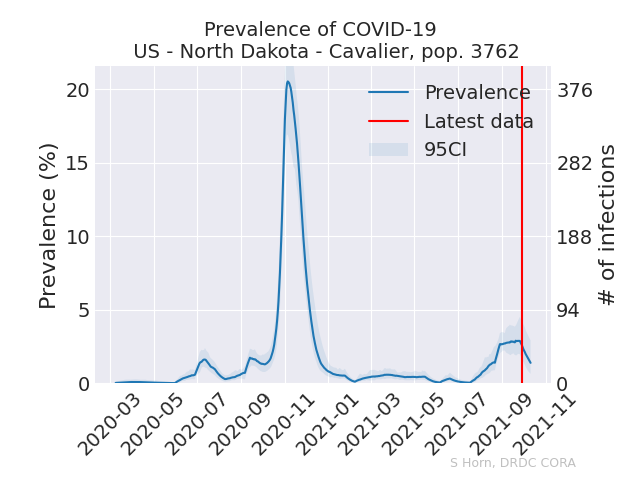 Prevalence of COVID-19
US - North Dakota - Cavalier, pop. 3762
Prevalence
Latest data
95CI
Prevalence (%)
20
15
10
5
0
376
282
188
94
0
# of infections
2020-03
2020-05
2020-07
2020-09
2020-11
2021-01
2021-03
2021-05
2021-07
2021-09
2021-11
S Horn, DRDC CORA